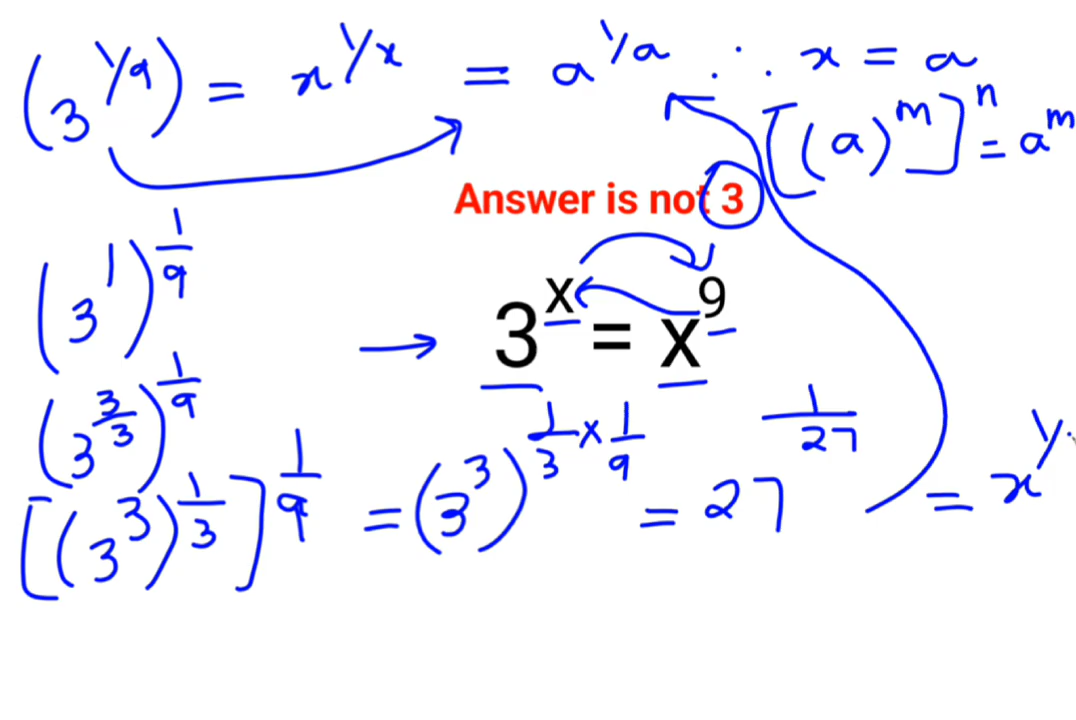 (3^{1/9}) = x^{1/x} = a^{1/a} ∴ x = a
[(a)^m]^n = a^m
Answer is not 3
(3^1)^{1/9}
→ 3^x = x^9
(3^{3/3})^{1/9}
[(3^3)^{1/3}]^{1/9} = (3^3)^{1/3 × 1/9} = 27^{1/27} = x^{1/